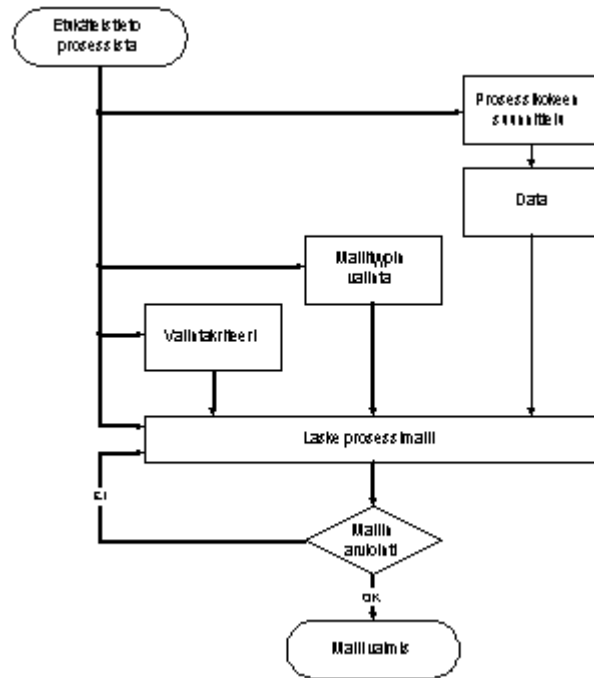 Etukäteistieto
prosessista
Prosessikokeen
suunnittelu
Data
Mallityypin
valinta
Valintakriteeri
Laske prosessimalli
EI
Mallin
arviointi
OK
Malli valmis